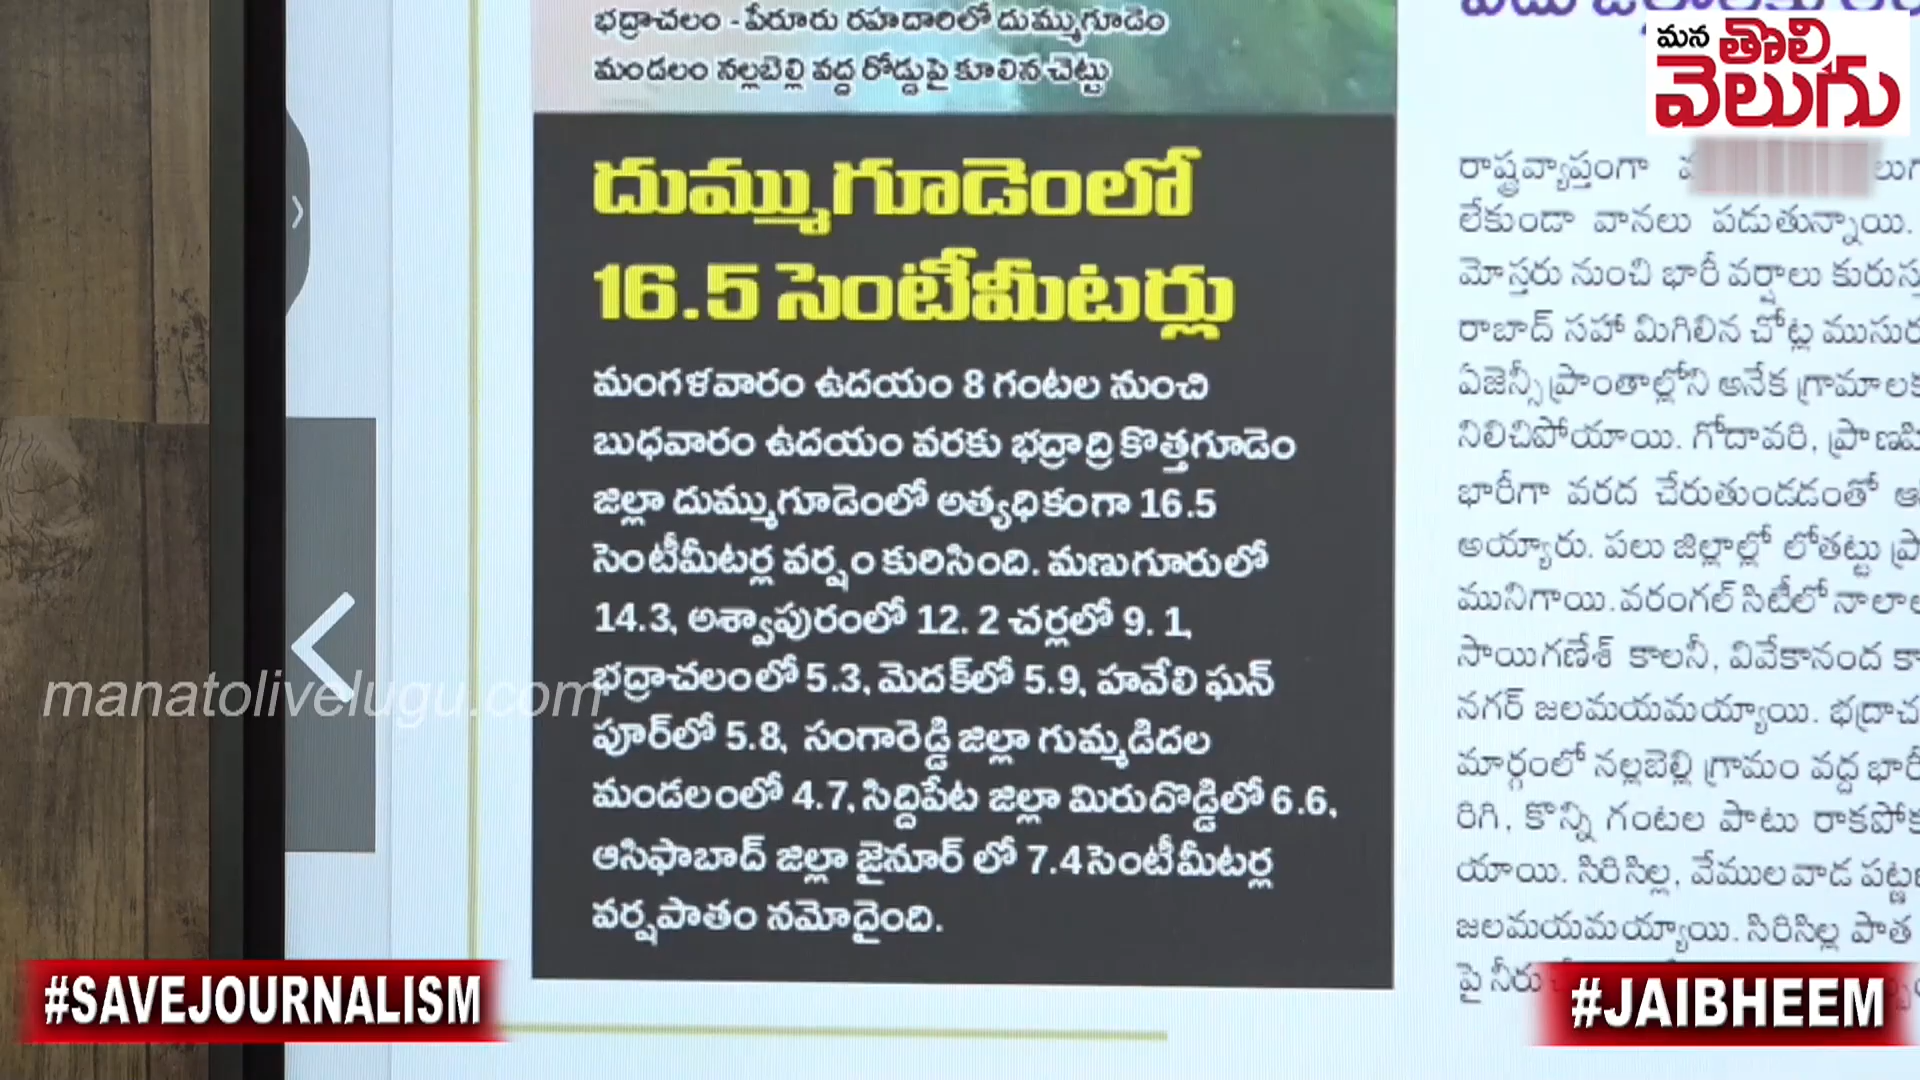 భద్రాచలం - పేరూరు రహదారిలో దుమ్ముగూడెం
మండలం నల్లబెల్లి వద్ద రోడ్డుపై కూలిన చెట్టు
దుమ్ముగూడెంలో
16.5 సెంటీమీటర్లు
మంగళవారం ఉదయం 8 గంటల నుంచి
బుధవారం ఉదయం వరకు భద్రాద్రి కొత్తగూడెం
జిల్లా దుమ్ముగూడెంలో అత్యధికంగా 16.5
సెంటీమీటర్ల వర్షం కురిసింది. మణుగూరులో
14.3, అశ్వాపురంలో 12. 2 చర్లలో 9. 1,
భద్రాచలంలో 5.3, మెదక్‌లో 5.9, హవేలి ఘన్
పూర్‌లో 5.8, సంగారెడ్డి జిల్లా గుమ్మడిదల
మండలంలో 4.7, సిద్దిపేట జిల్లా మిరుదొడ్డిలో 6.6,
ఆసిఫాబాద్ జిల్లా జైనూర్ లో 7.4 సెంటీమీటర్ల
వర్షపాతం నమోదైంది.
మన తొలి
వెలుగు
రాష్ట్రవ్యాప్తంగా
లేకుండా వానలు పడుతున్నాయి.
మోస్తరు నుంచి భారీ వర్షాలు
రాబాద్ సహా మిగిలిన చోట్ల
ఏజెన్సీ ప్రాంతాల్లోని అనేక
నిలిచిపోయాయి. గోదావరి,
భారీగా వరద చేరుతుండడంతో
అయ్యారు. పలు జిల్లాల్లో లోతట్టు
మునిగాయి. వరంగల్ సిటీలో
సాయిగణేశ్ కాలనీ, వివేకానంద
నగర్ జలమయమయ్యాయి.
మార్గంలో నల్లబెల్లి గ్రామం వద్ద
రిగి, కొన్ని గంటల పాటు
యాయి. సిరిసిల్ల, వేములవాడ
జలమయమయ్యాయి. సిరిసిల్ల పాత
పై నీరు
manatolivelugu.com
#SAVEJOURNALISM
#JAIBHEEM